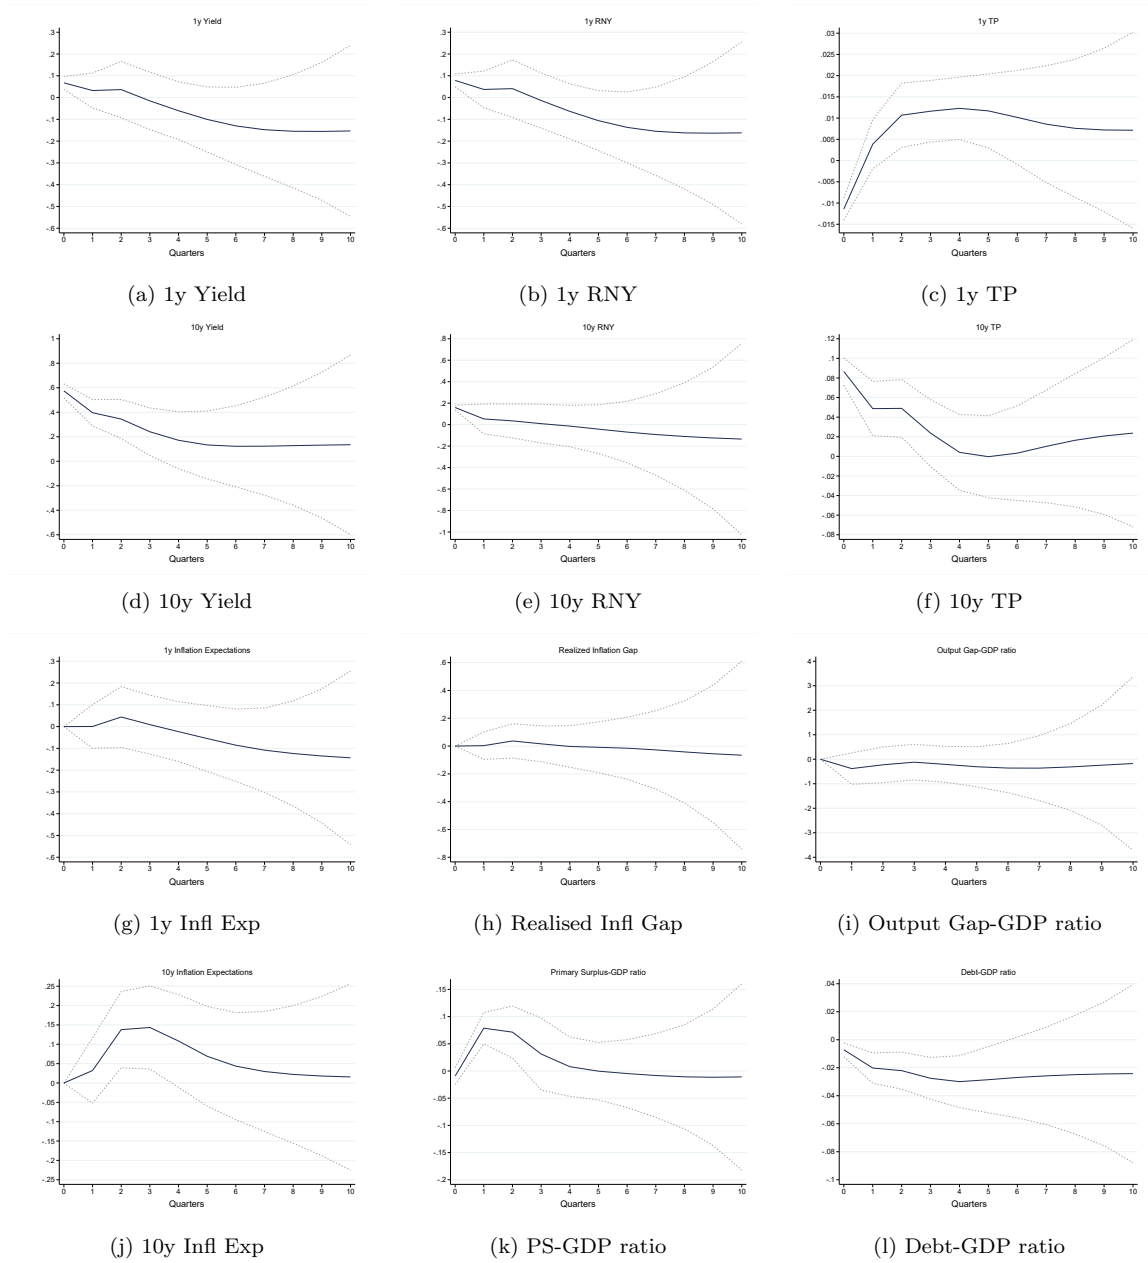 1y Yield
.3
.2
.1
0
-.1
-.2
-.3
-.4
-.5
-.6
0 1 2 3 4 5 6 7 8 9 10
Quarters
(a) 1y Yield
1y RNY
.3
.2
.1
0
-.1
-.2
-.3
-.4
-.5
-.6
0 1 2 3 4 5 6 7 8 9 10
Quarters
(b) 1y RNY
1y TP
.03
.025
.02
.015
.01
.005
0
-.005
-.01
-.015
0 1 2 3 4 5 6 7 8 9 10
Quarters
(c) 1y TP
10y Yield
1
.8
.6
.4
.2
0
-.2
-.4
-.6
0 1 2 3 4 5 6 7 8 9 10
Quarters
(d) 10y Yield
10y RNY
.8
.6
.4
.2
0
-.2
-.4
-.6
-.8
-1
0 1 2 3 4 5 6 7 8 9 10
Quarters
(e) 10y RNY
10y TP
.12
.1
.08
.06
.04
.02
0
-.02
-.04
-.06
-.08
0 1 2 3 4 5 6 7 8 9 10
Quarters
(f) 10y TP
1y Inflation Expectations
.3
.2
.1
0
-.1
-.2
-.3
-.4
-.5
-.6
0 1 2 3 4 5 6 7 8 9 10
Quarters
(g) 1y Infl Exp
Realized Inflation Gap
.6
.4
.2
0
-.2
-.4
-.6
-.8
0 1 2 3 4 5 6 7 8 9 10
Quarters
(h) Realised Infl Gap
Output Gap-GDP ratio
4
3
2
1
0
-1
-2
-3
-4
0 1 2 3 4 5 6 7 8 9 10
Quarters
(i) Output Gap-GDP ratio
10y Inflation Expectations
.25
.2
.15
.1
.05
0
-.05
-.1
-.15
-.2
-.25
0 1 2 3 4 5 6 7 8 9 10
Quarters
(j) 10y Infl Exp
Primary Surplus-GDP ratio
.15
.1
.05
0
-.05
-.1
-.15
-.2
0 1 2 3 4 5 6 7 8 9 10
Quarters
(k) PS-GDP ratio
Debt-GDP ratio
.04
.02
0
-.02
-.04
-.06
-.08
-.1
0 1 2 3 4 5 6 7 8 9 10
Quarters
(l) Debt-GDP ratio